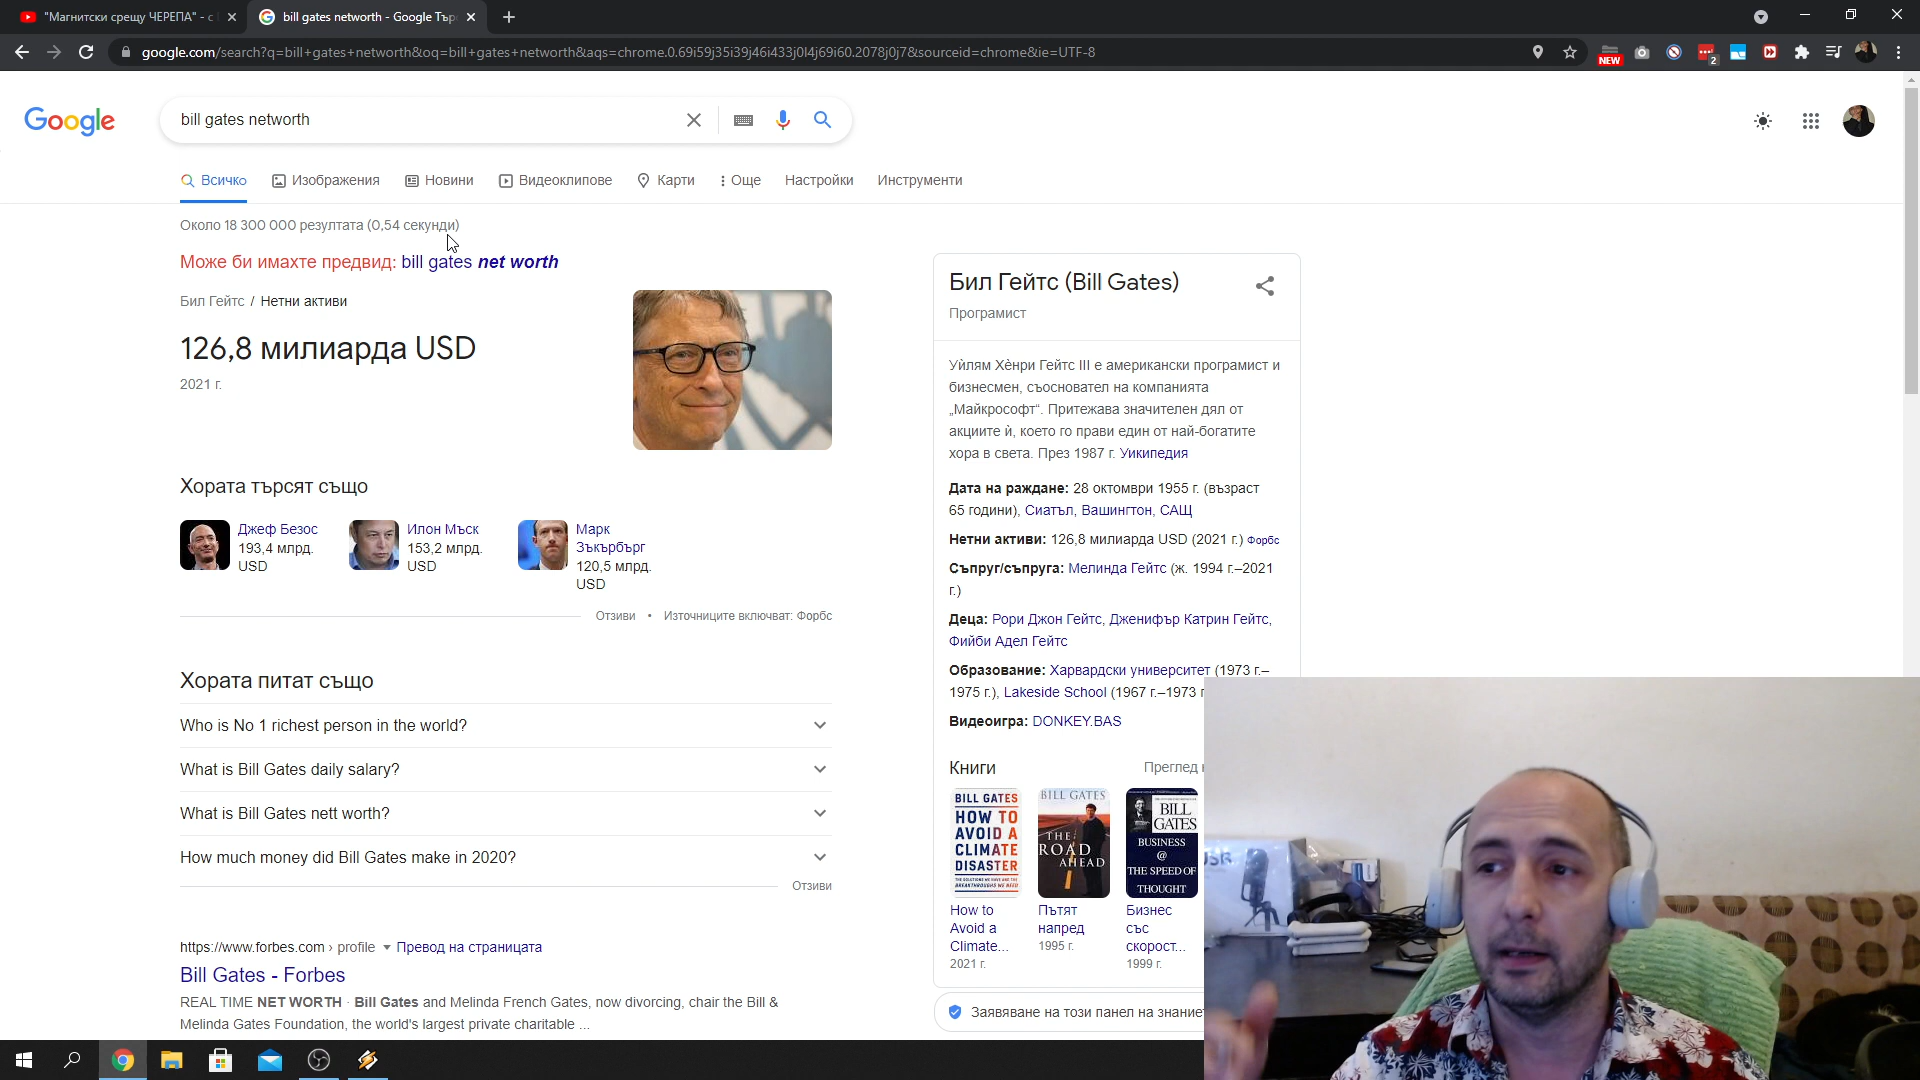 "Магнитски срещу ЧЕРЕПА" - с
bill gates networth - Google Тър
google.com/search?q=bill+gates+networth&oq=bill+gates+networth&aqs=chrome.0.69i59j35i39j46i433j0l4j69i60.2078j0j7&sourceid=chrome&ie=UTF-8
NEW
2
Google
bill gates networth
Всичко
Изображения
Новини
Видеоклипове
Карти
Още
Настройки
Инструменти
Около 18 300 000 резултата (0,54 секунди)
Може би имахте предвид: bill gates net worth
Бил Гейтс / Нетни активи
126,8 милиарда USD
2021 г.
Хората търсят също
Джеф Безос
193,4 млрд.
USD
Илон Мъск
153,2 млрд.
USD
Марк
Зъкърбърг
120,5 млрд.
USD
Отзиви • Източниците включват: Форбс
Хората питат също
Who is No 1 richest person in the world?
What is Bill Gates daily salary?
What is Bill Gates nett worth?
How much money did Bill Gates make in 2020?
Отзиви
https://www.forbes.com › profile Превод на страницата
Bill Gates - Forbes
REAL TIME NET WORTH · Bill Gates and Melinda French Gates, now divorcing, chair the Bill &
Melinda Gates Foundation, the world's largest private charitable ...
Бил Гейтс (Bill Gates)
Програмист
Уѝлям Хѐнри Гейтс III е американски програмист и
бизнесмен, съосновател на компанията
„Майкрософт“. Притежава значителен дял от
акциите ѝ, което го прави един от най-богатите
хора в света. През 1987 г. Уикипедия
Дата на раждане: 28 октомври 1955 г. (възраст
65 години), Сиатъл, Вашингтон, САЩ
Нетни активи: 126,8 милиарда USD (2021 г.) Форбс
Съпруг/съпруга: Мелинда Гейтс (ж. 1994 г.–2021
г.)
Деца: Рори Джон Гейтс, Дженифър Катрин Гейтс,
Фийби Адел Гейтс
Образование: Харвардски университет (1973 г.–
1975 г.), Lakeside School (1967 г.–1973 г
Видеоигра: DONKEY.BAS
Книги
Преглед
BILL GATES
HOW TO
AVOID A
CLIMATE
DISASTER
THE SOLUTIONS WE HAVE AND THE
BREAKTHROUGHS WE NEED
BILL GATES
THE
ROAD
AHEAD
BILL
GATES
BUSINESS
@
THE SPEED OF
THOUGHT
How to
Avoid a
Climate...
2021 г.
Пътят
напред
1995 г.
Бизнес
със
скорост...
1999 г.
Заявяване на този панел на знание